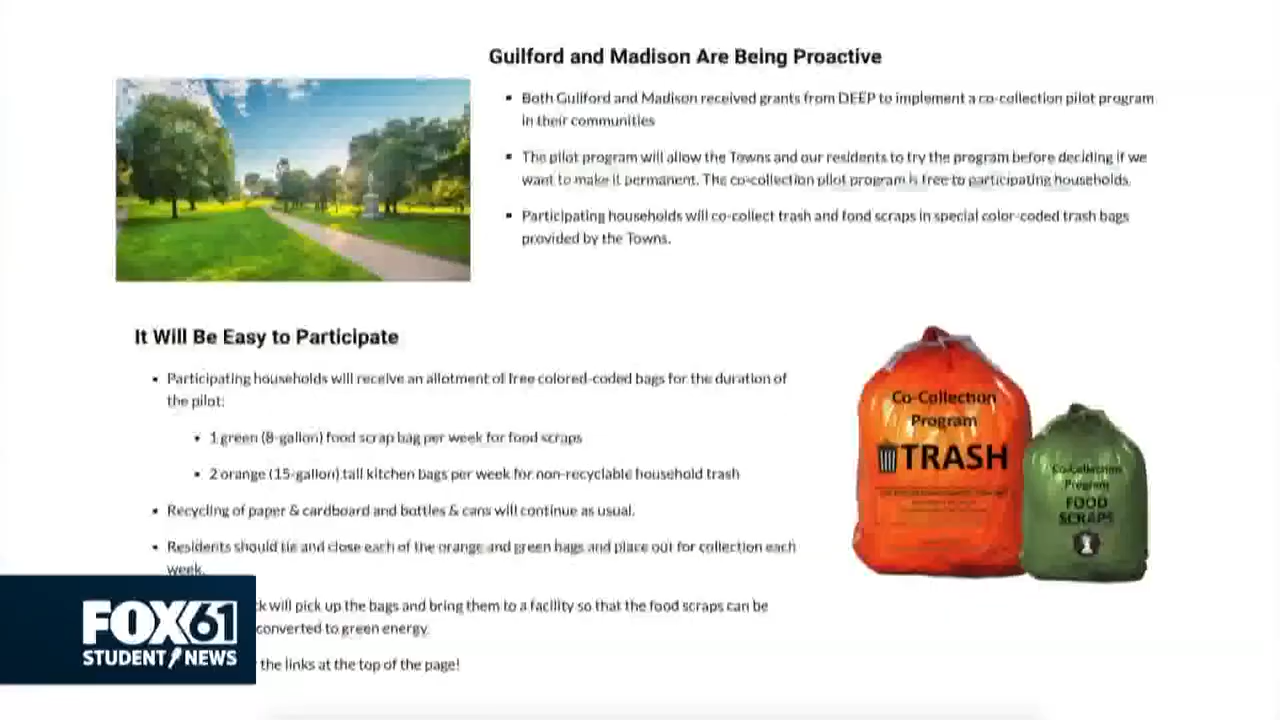 Guilford and Madison Are Being Proactive
Both Guilford and Madison received grants from DEEP to implement a co-collection pilot program
in their communities
The pilot program will allow the Towns and our residents to try the program before deciding if we
want to make it permanent. The co-collection pilot program is free to participating households.
Participating households will co-collect trash and food scraps in special color-coded trash bags
provided by the Towns.
It Will Be Easy to Participate
Participating households will receive an allotment of free colored-coded bags for the duration of
the pilot:
1 green (8-gallon) food scrap bag per week for food scraps
2 orange (15-gallon) tall kitchen bags per week for non-recyclable household trash
Recycling of paper & cardboard and bottles & cans will continue as usual.
Residents should tie and close each of the orange and green bags and place out for collection each
week.
will pick up the bags and bring them to a facility so that the food scraps can be
converted to green energy.
the links at the top of the page!
Co-Collection
Program
TRASH
Co-Collection
Program
FOOD
SCRAPS
FOX61
STUDENT NEWS